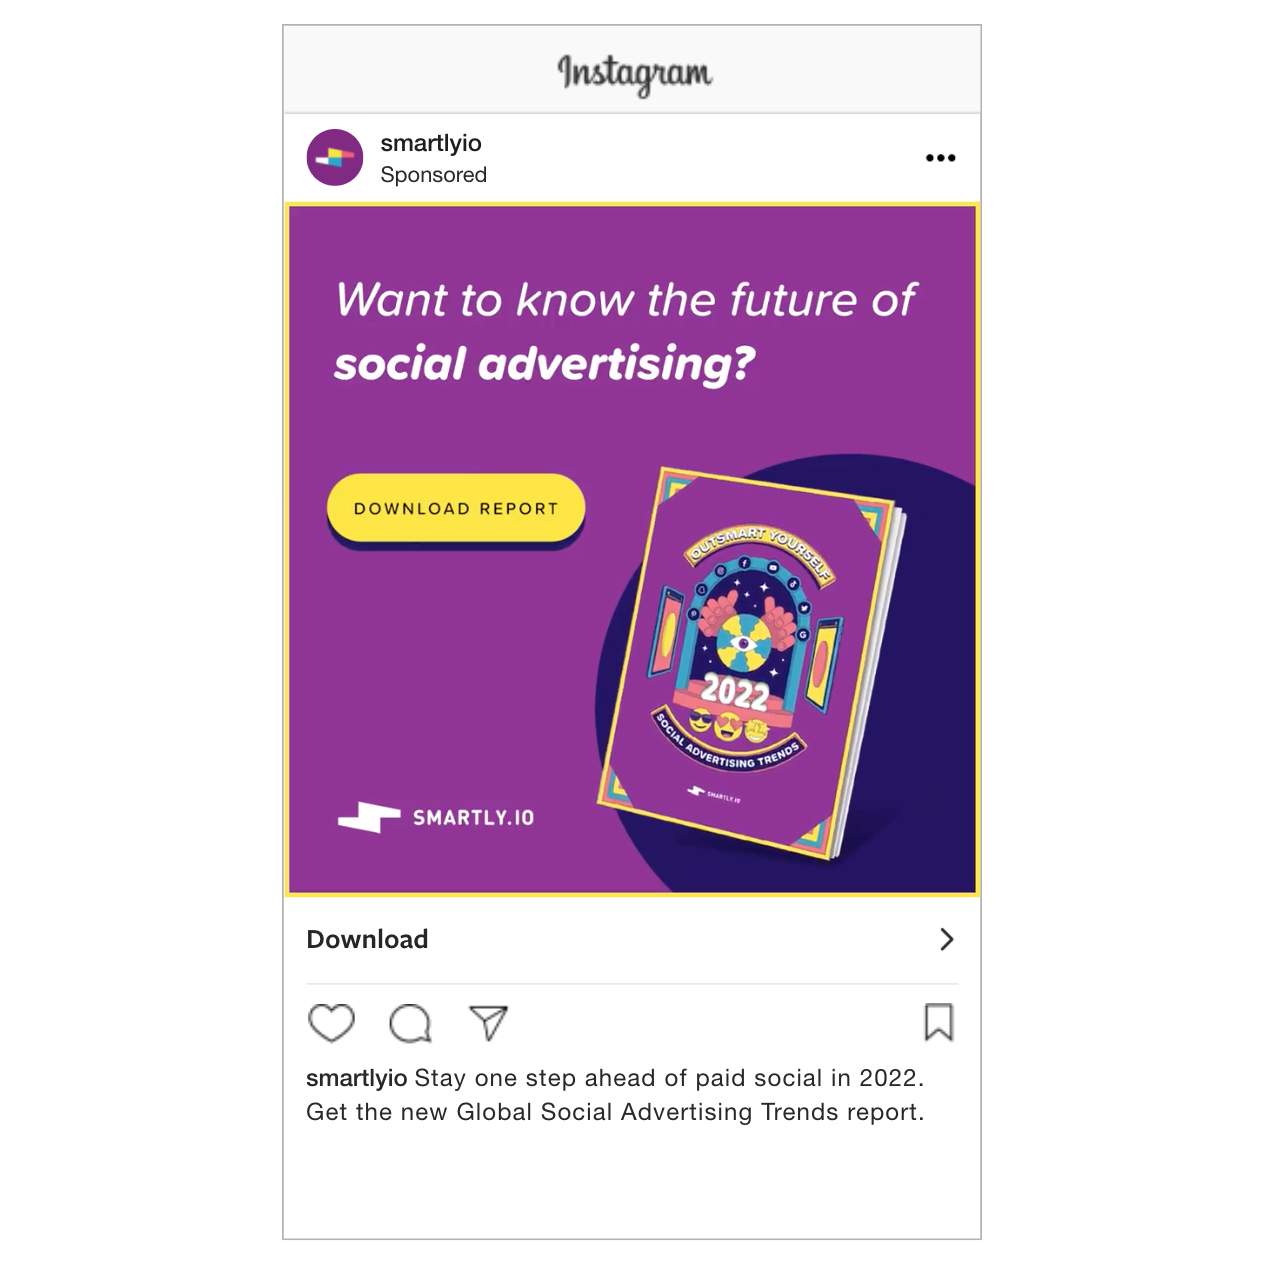 Instagram
smartlyio
Sponsored
Want to know the future of
social advertising?
DOWNLOAD REPORT
OUTSMART YOURSELF
2022
SOCIAL ADVERTISING TRENDS
SMARTLY.IO
SMARTLY.IO
Download
smartlyio Stay one step ahead of paid social in 2022.
Get the new Global Social Advertising Trends report.